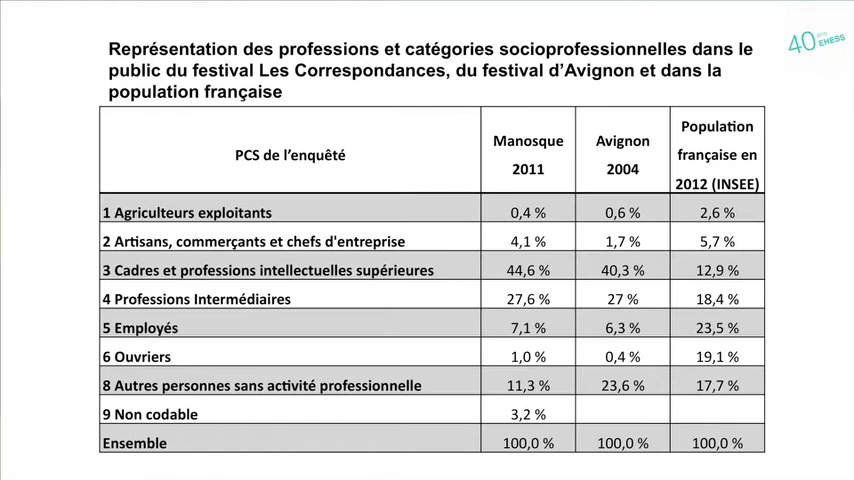 40 ans
EHESS
Représentation des professions et catégories socioprofessionnelles dans le
public du festival Les Correspondances, du festival d’Avignon et dans la
population française
PCS de l’enquêté Manosque 2011 Avignon 2004 Population française en 2012 (INSEE)
1 Agriculteurs exploitants 0,4 % 0,6 % 2,6 %
2 Artisans, commerçants et chefs d'entreprise 4,1 % 1,7 % 5,7 %
3 Cadres et professions intellectuelles supérieures 44,6 % 40,3 % 12,9 %
4 Professions Intermédiaires 27,6 % 27 % 18,4 %
5 Employés 7,1 % 6,3 % 23,5 %
6 Ouvriers 1,0 % 0,4 % 19,1 %
8 Autres personnes sans activité professionnelle 11,3 % 23,6 % 17,7 %
9 Non codable 3,2 %
Ensemble 100,0 % 100,0 % 100,0 %